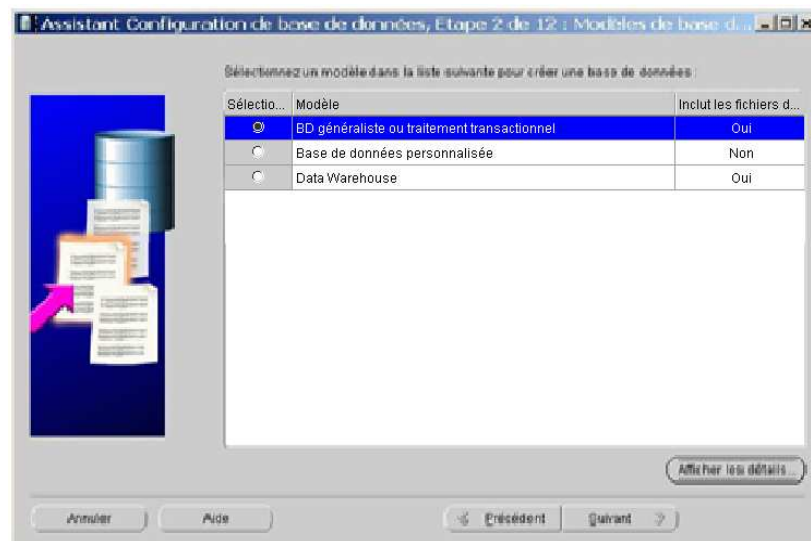 Assistant Configuration de base de données, Etape 2 de 12 : Modèles de base d...
Sélectionnez un modèle dans la liste suivante pour créer une base de données :
Sélectio... Modèle Inclut les fichiers d...
BD généraliste ou traitement transactionnel Oui
Base de données personnalisée Non
Data Warehouse Oui
Afficher les détails...
Annuler Aide Précédent Suivant